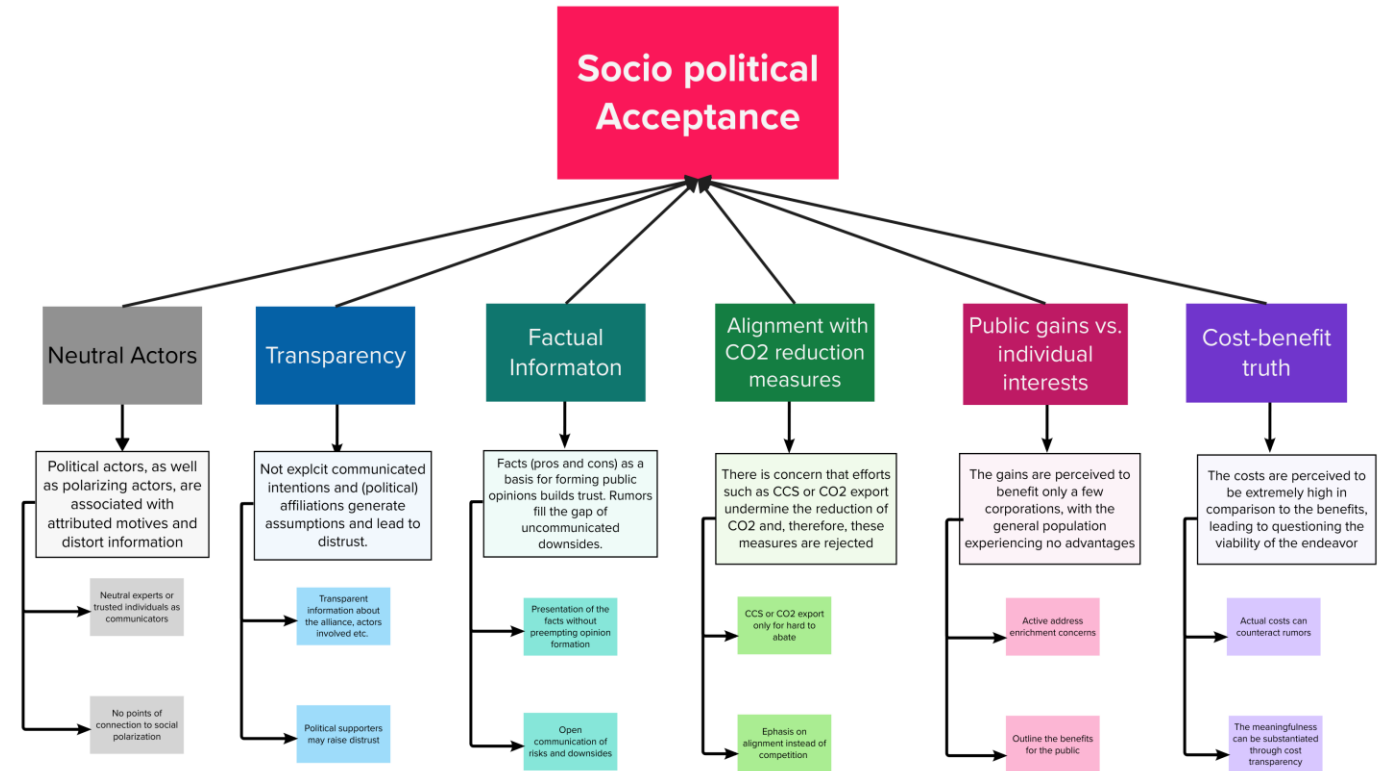 Socio political
Acceptance
Neutral Actors
Transparency
Factual
Informaton
Alignment with
CO2 reduction
measures
Public gains vs.
individual
interests
Cost-benefit
truth
Political actors, as well
as polarizing actors, are
associated with
attributed motives and
distort information
Not explcit communicated
intentions and (political)
affiliations generate
assumptions and lead to
distrust.
Facts (pros and cons) as a
basis for forming public
opinions builds trust. Rumors
fill the gap of
uncommunicated
downsides.
There is concern that efforts
such as CCS or CO2 export
undermine the reduction of
CO2 and, therefore, these
measures are rejected
The gains are perceived to
benefit only a few
corporations, with the
general population
experiencing no advantages
The costs are perceived to
be extremely high in
comparison to the benefits,
leading to questioning the
viability of the endeavor
Neutral experts or
trusted individuals as
communicators
Transparent
information about
the alliance, actors
involved etc.
Presentation of the
facts without
preempting opinion
formation
CCS or CO2 export
only for hard to
abate
Active address
enrichment concerns
Actual costs can
counteract rumors
No points of
connection to social
polarization
Political supporters
may raise distrust
Open
communication of
risks and downsides
Ephasis on
alignment instead of
competition
Outline the benefits
for the public
The meaningfulness
can be substantiated
through cost
transparency